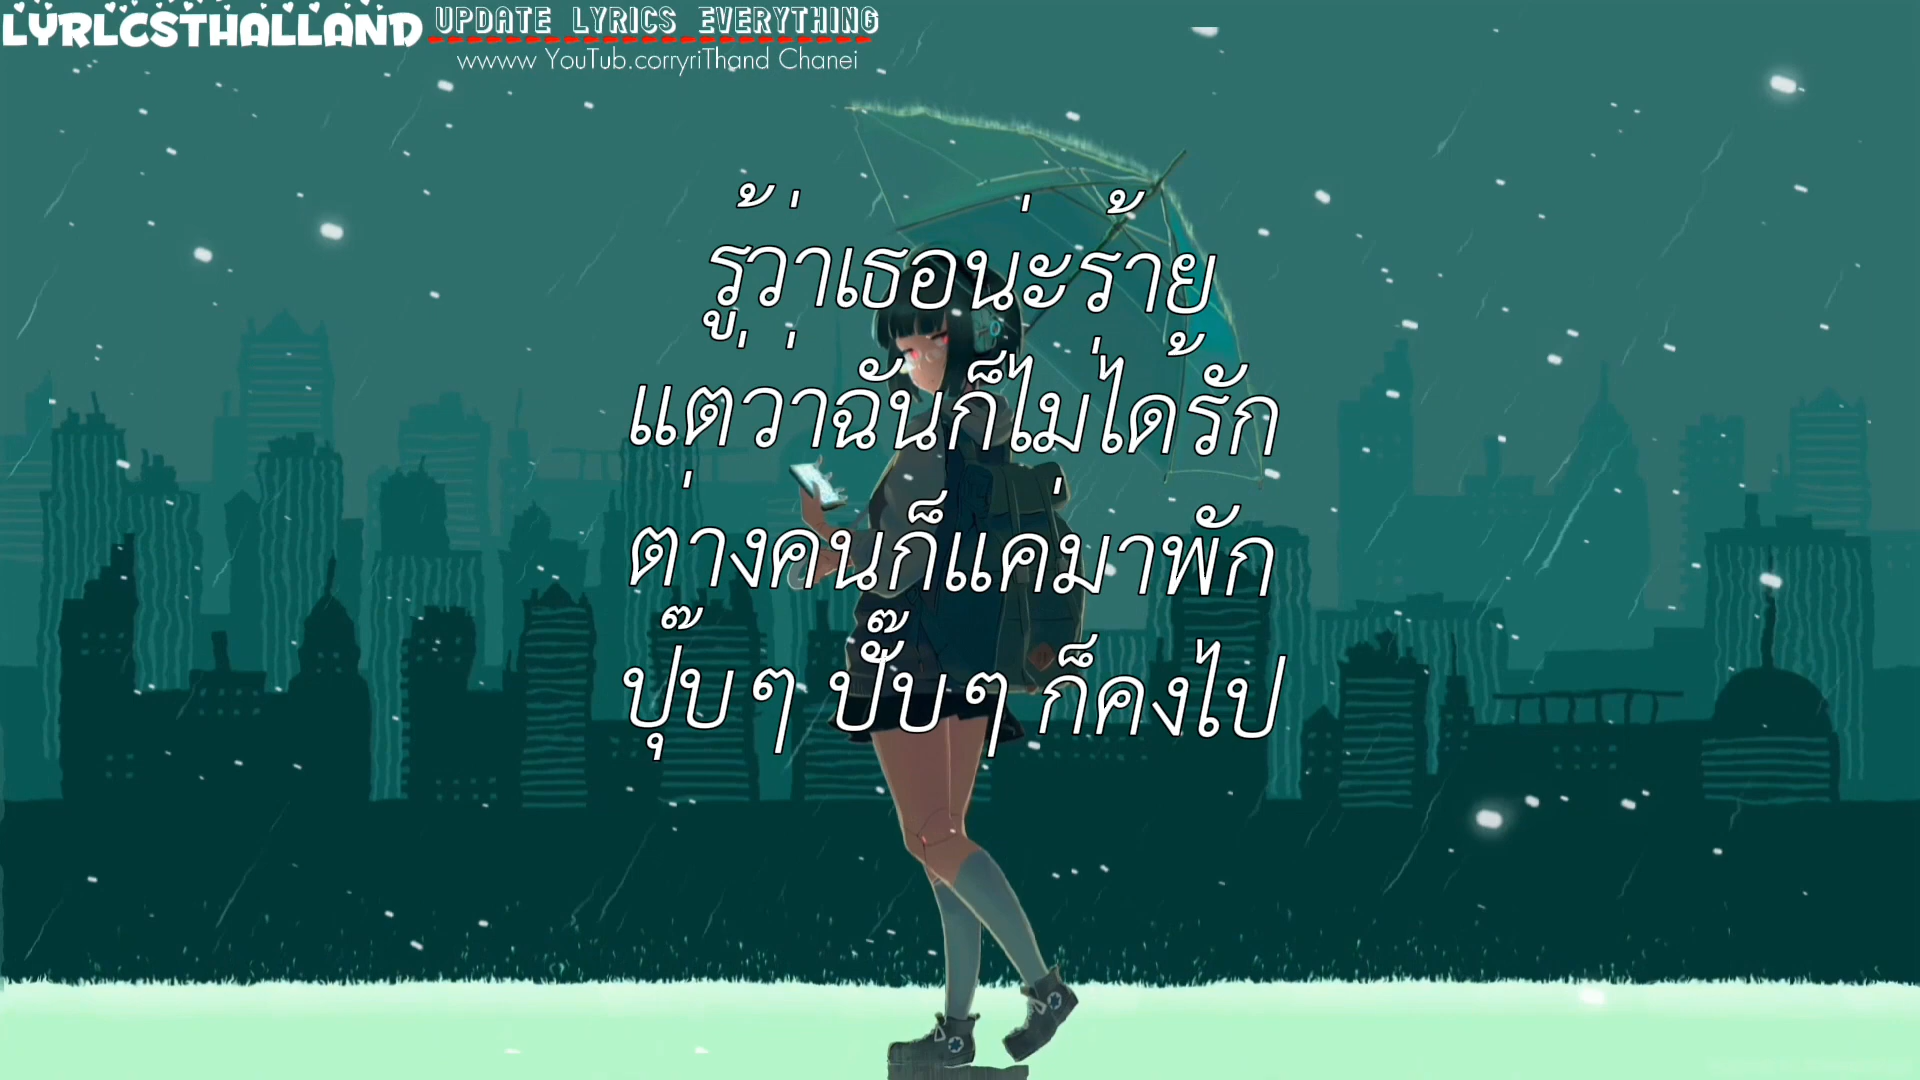 LYRLCSTHALLAND
UPDATE LYRICS EVERYTHING
wwww YouTub.corryriThand Chanei
รู้ว่าเธอน่ะร้าย
แต่ว่าฉันก็ไม่ได้รัก
ต่างคนก็แค่มาพัก
ปุ๊บๆ ปั๊บๆ ก็คงไป